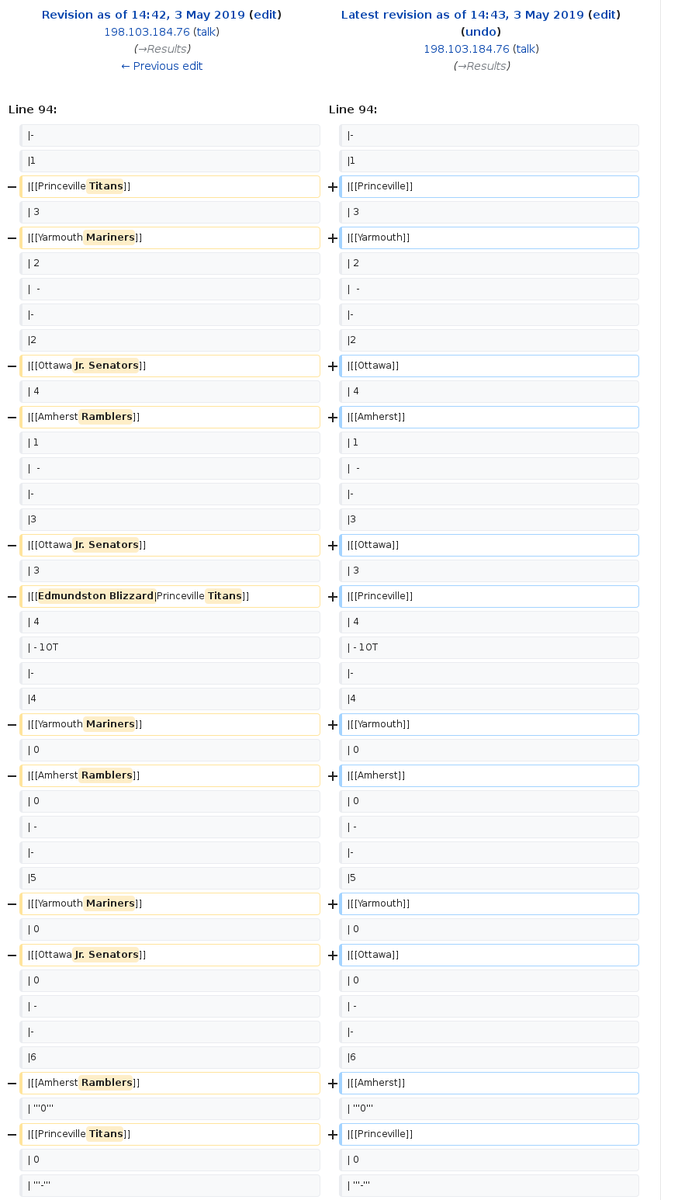 Revision as of 14:42, 3 May 2019 (edit)
198.103.184.76 (talk)
(→Results)
← Previous edit
Latest revision as of 14:43, 3 May 2019 (edit)
(undo)
198.103.184.76 (talk)
(→Results)
Line 94:
Line 94:
|-
|-
|1
|1
− |[[Princeville Titans]]
+ |[[Princeville]]
| 3
| 3
− |[[Yarmouth Mariners]]
+ |[[Yarmouth]]
| 2
| 2
| -
| -
|-
|-
|2
|2
− |[[Ottawa Jr. Senators]]
+ |[[Ottawa]]
| 4
| 4
− |[[Amherst Ramblers]]
+ |[[Amherst]]
| 1
| 1
| -
| -
|-
|-
|3
|3
− |[[Ottawa Jr. Senators]]
+ |[[Ottawa]]
| 3
| 3
− |[[Edmundston Blizzard|Princeville Titans]]
+ |[[Princeville]]
| 4
| 4
| - 1OT
| - 1OT
|-
|-
|4
|4
− |[[Yarmouth Mariners]]
+ |[[Yarmouth]]
| 0
| 0
− |[[Amherst Ramblers]]
+ |[[Amherst]]
| 0
| 0
| -
| -
|-
|-
|5
|5
− |[[Yarmouth Mariners]]
+ |[[Yarmouth]]
| 0
| 0
− |[[Ottawa Jr. Senators]]
+ |[[Ottawa]]
| 0
| 0
| -
| -
|-
|-
|6
|6
− |[[Amherst Ramblers]]
+ |[[Amherst]]
| '''0'''
| '''0'''
− |[[Princeville Titans]]
+ |[[Princeville]]
| 0
| 0
| '''-'''
| '''-'''